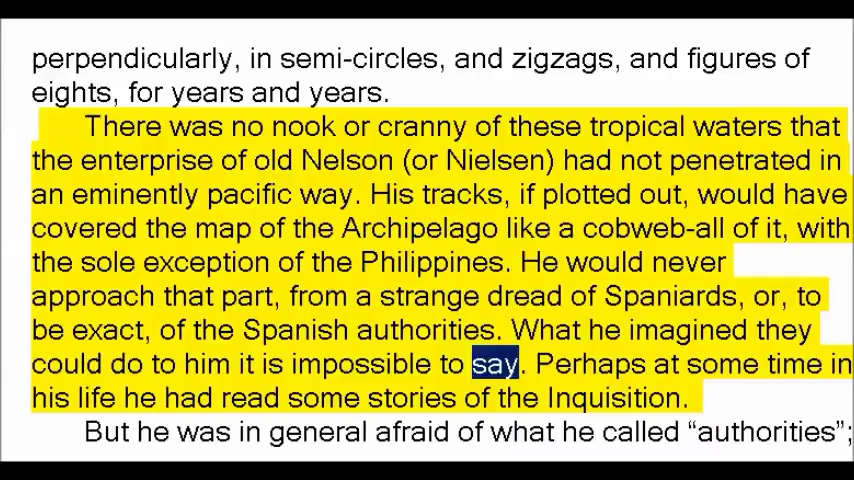 perpendicularly, in semi-circles, and zigzags, and figures of
eights, for years and years.
There was no nook or cranny of these tropical waters that
the enterprise of old Nelson (or Nielsen) had not penetrated in
an eminently pacific way. His tracks, if plotted out, would have
covered the map of the Archipelago like a cobweb-all of it, with
the sole exception of the Philippines. He would never
approach that part, from a strange dread of Spaniards, or, to
be exact, of the Spanish authorities. What he imagined they
could do to him it is impossible to say. Perhaps at some time in
his life he had read some stories of the Inquisition.
But he was in general afraid of what he called “authorities”;